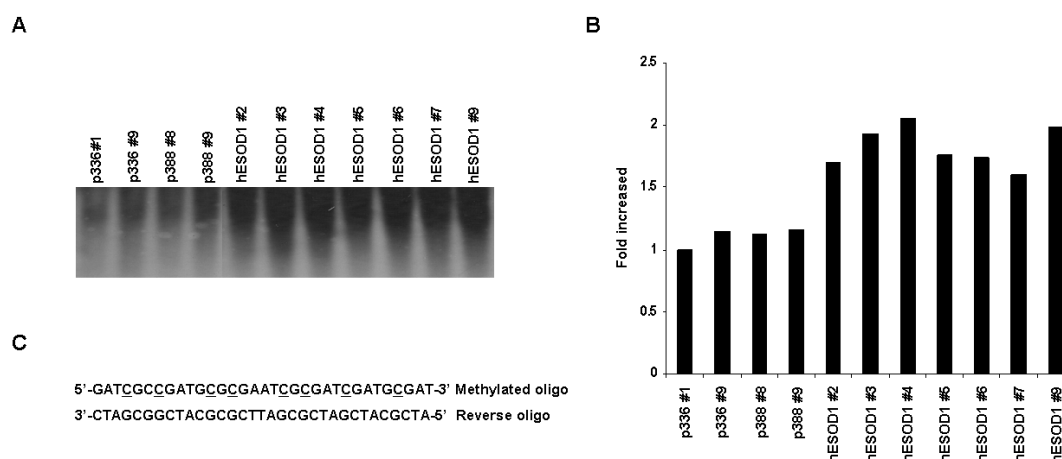 A
p336#1
p336 #9
p388 #8
p388 #9
hESOD1 #2
hESOD1 #3
hESOD1 #4
hESOD1 #5
hESOD1 #6
hESOD1 #7
hESOD1 #9
B
Fold increased
2.5
2
1.5
1
0.5
0
p336 #1
p336 #9
p388 #8
p388 #9
hESOD1 #2
hESOD1 #3
hESOD1 #4
hESOD1 #5
hESOD1 #6
hESOD1 #7
hESOD1 #9
C
5'-GATCGCCGATGCGCGAATCGCGATCGATGCGAT-3' Methylated oligo
3'-CTAGCGGCTACGCGCTTAGCGCTAGCTACGCTA-5' Reverse oligo